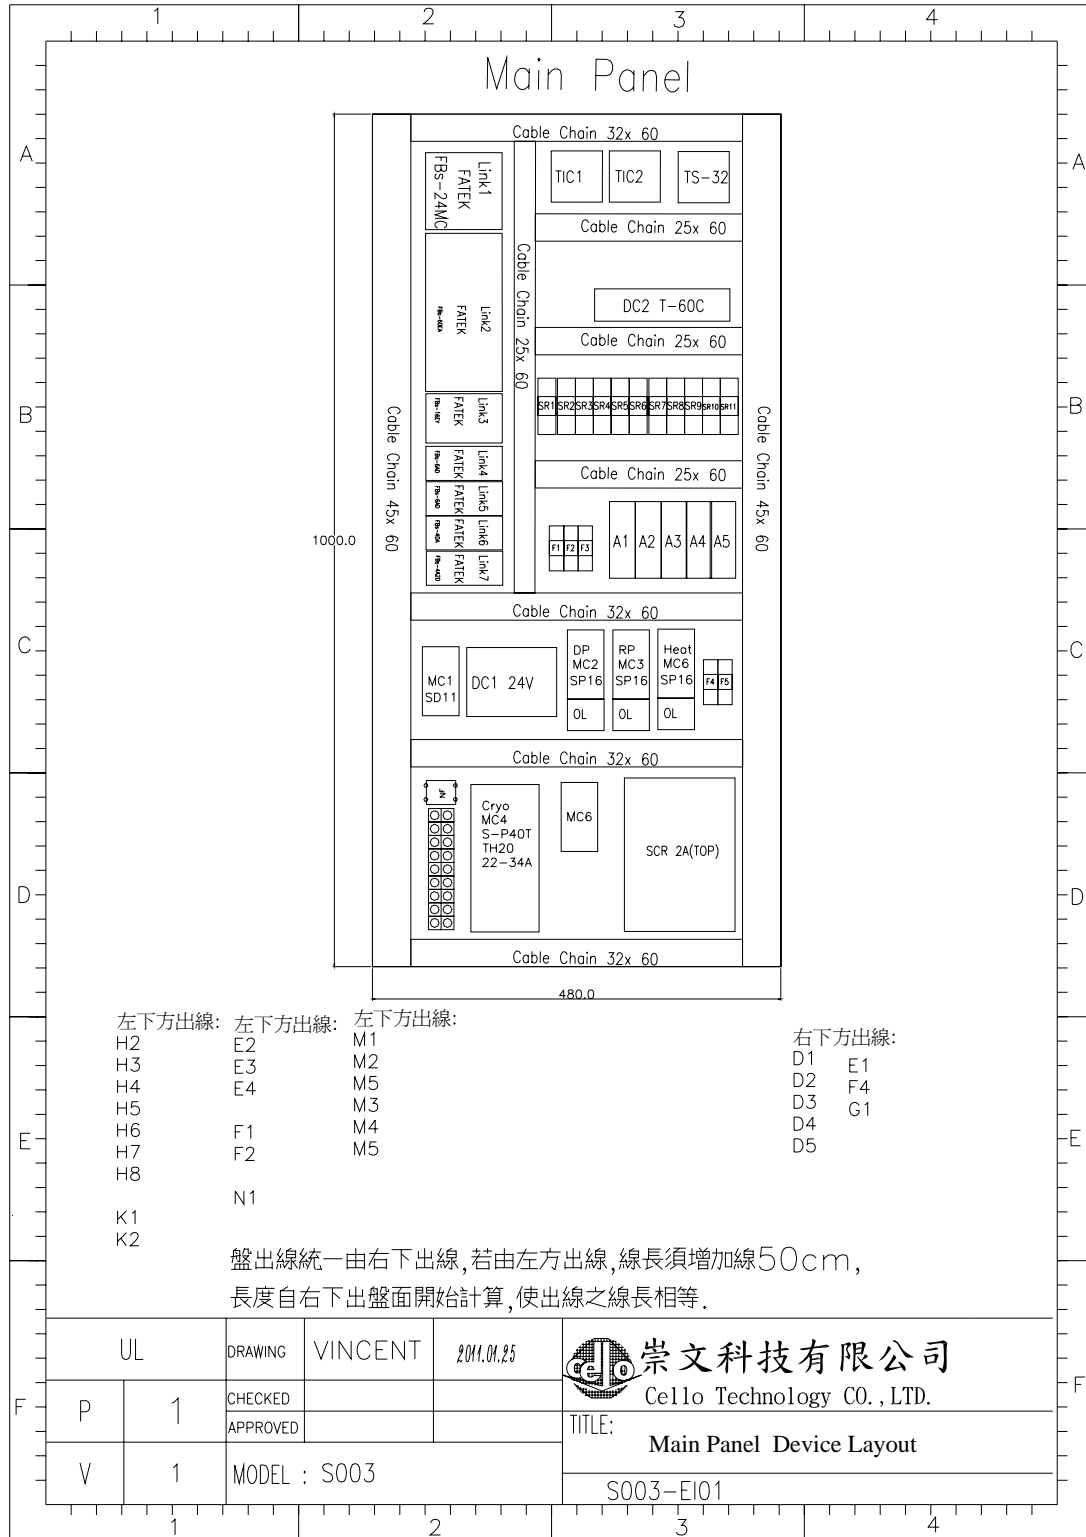 1 2 3 4
Main Panel
A A
B B
C C
D D
E E
F F
Cable Chain 32x 60
Link1
FATEK
FBs-24MC
TIC1 TIC2 TS-32
Cable Chain 25x 60
Cable Chain 25x 60
Link2
FATEK
DC2 T-60C
Cable Chain 25x 60
Link3
FATEK
SR1 SR2 SR3 SR4 SR5 SR6 SR7 SR8 SR9 SR10 SR11
Cable Chain 45x 60
Cable Chain 45x 60
Link4
FATEK
FBs-6AD
Cable Chain 25x 60
Link5
FATEK
FBs-6AD
Link6
FATEK
Link7
FATEK
F1 F2 F3
A1 A2 A3 A4 A5
1000.0
Cable Chain 32x 60
MC1
SD11
DC1 24V
DP
MC2
SP16
OL
RP
MC3
SP16
OL
Heat
MC6
SP16
OL
F4 F5
Cable Chain 32x 60
NF
Cryo
MC4
S-P40T
TH20
22-34A
MC6
SCR 2A(TOP)
Cable Chain 32x 60
480.0
左下方出線:
H2
H3
H4
H5
H6
H7
H8
K1
K2
左下方出線:
E2
E3
E4
F1
F2
N1
左下方出線:
M1
M2
M5
M3
M4
M5
右下方出線:
D1
D2
D3
D4
D5
E1
F4
G1
盤出線統一由右下出線,若由左方出線,線長須增加線50cm,
長度自右下出盤面開始計算,使出線之線長相等.
UL DRAWING VINCENT 2011.01.25
P 1 CHECKED
APPROVED
V 1 MODEL : S003
Cello
崇文科技有限公司
Cello Technology CO.,LTD.
TITLE:
Main Panel Device Layout
S003-EI01
1 2 3 4